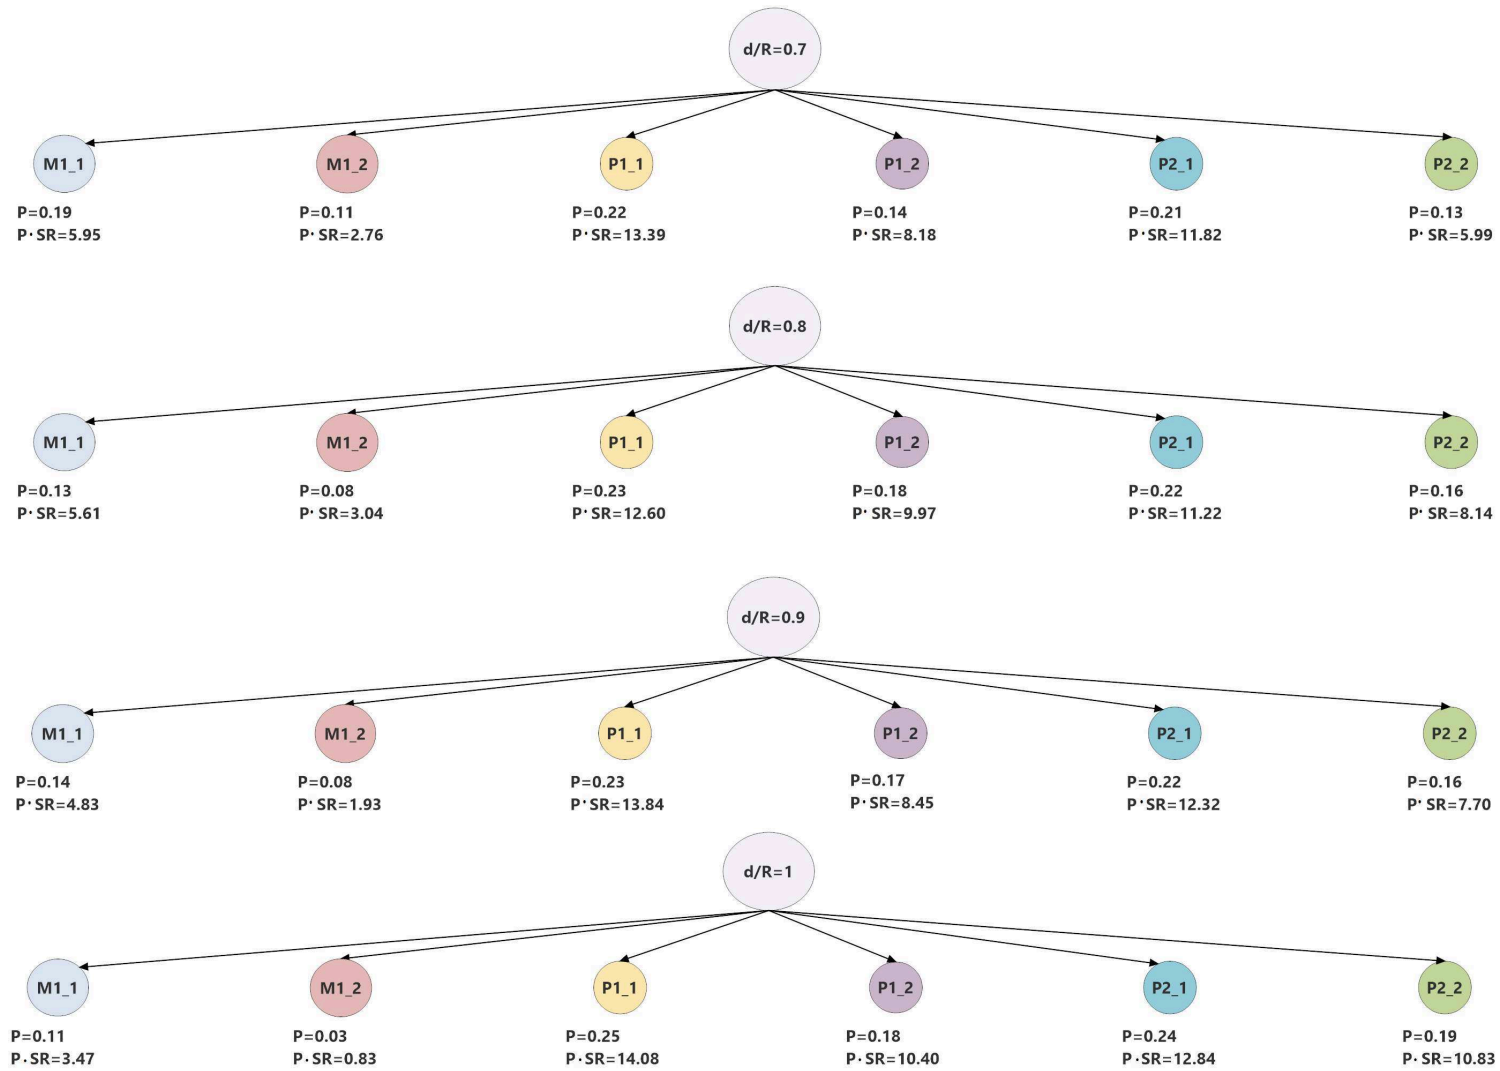 d/R=0.7
M1_1
M1_2
P1_1
P1_2
P2_1
P2_2
P=0.19
P·SR=5.95
P=0.11
P·SR=2.76
P=0.22
P·SR=13.39
P=0.14
P·SR=8.18
P=0.21
P·SR=11.82
P=0.13
P·SR=5.99
d/R=0.8
M1_1
M1_2
P1_1
P1_2
P2_1
P2_2
P=0.13
P·SR=5.61
P=0.08
P·SR=3.04
P=0.23
P·SR=12.60
P=0.18
P·SR=9.97
P=0.22
P·SR=11.22
P=0.16
P·SR=8.14
d/R=0.9
M1_1
M1_2
P1_1
P1_2
P2_1
P2_2
P=0.14
P·SR=4.83
P=0.08
P·SR=1.93
P=0.23
P·SR=13.84
P=0.17
P·SR=8.45
P=0.22
P·SR=12.32
P=0.16
P·SR=7.70
d/R=1
M1_1
M1_2
P1_1
P1_2
P2_1
P2_2
P=0.11
P·SR=3.47
P=0.03
P·SR=0.83
P=0.25
P·SR=14.08
P=0.18
P·SR=10.40
P=0.24
P·SR=12.84
P=0.19
P·SR=10.83